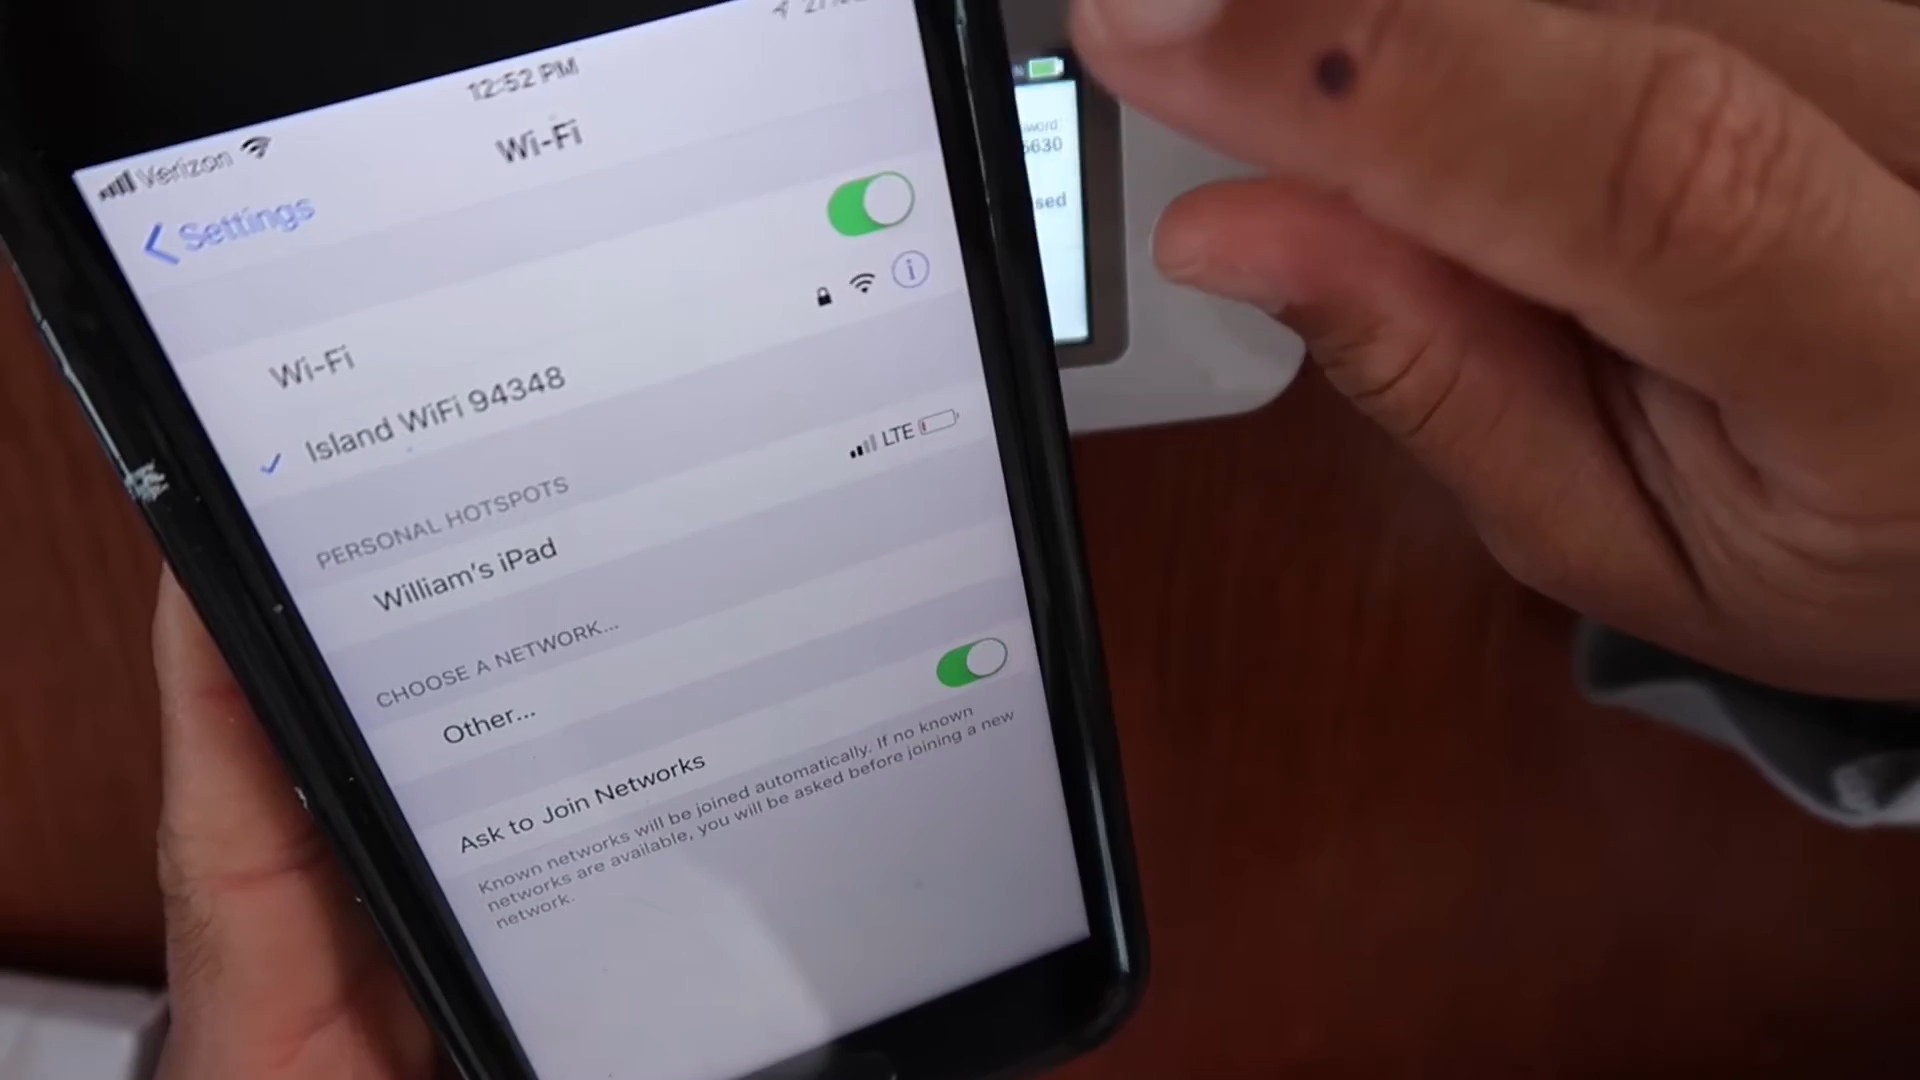 Verizon
12:52 PM
Settings
Wi-Fi
Wi-Fi
Island WiFi 94348
PERSONAL HOTSPOTS
William's iPad
LTE
CHOOSE A NETWORK...
Other...
Ask to Join Networks
Known networks will be joined automatically. If no known
networks are available, you will be asked before joining a new
network.
5630
sed